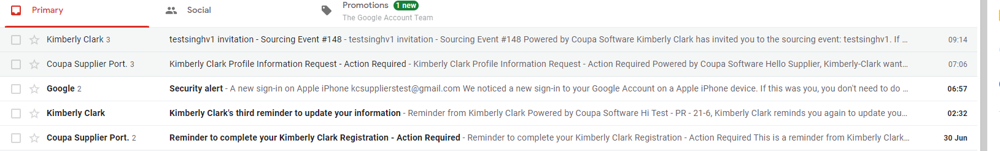 Primary
Social
Promotions 1 new
The Google Account Team
Kimberly Clark 3 testsinghv1 invitation - Sourcing Event #148 - testsinghv1 invitation - Sourcing Event #148 Powered by Coupa Software Kimberly Clark has invited you to the sourcing event: testsinghv1. If ... 09:14
Coupa Supplier Port. 3 Kimberly Clark Profile Information Request - Action Required - Kimberly Clark Profile Information Request - Action Required Powered by Coupa Software Hello Supplier, Kimberly-Clark want... 07:06
Google 2 Security alert - A new sign-in on Apple iPhone kcsupplierstest@gmail.com We noticed a new sign-in to your Google Account on a Apple iPhone device. If this was you, you don't need to do ... 06:57
Kimberly Clark Kimberly Clark's third reminder to update your information - Reminder from Kimberly Clark Powered by Coupa Software Hi Test - PR - 21-6, Kimberly Clark reminds you again to update you... 02:32
Coupa Supplier Port. 2 Reminder to complete your Kimberly Clark Registration - Action Required - Reminder to complete your Kimberly Clark Registration - Action Required This is a reminder from Kimberly Clark... 30 Jun